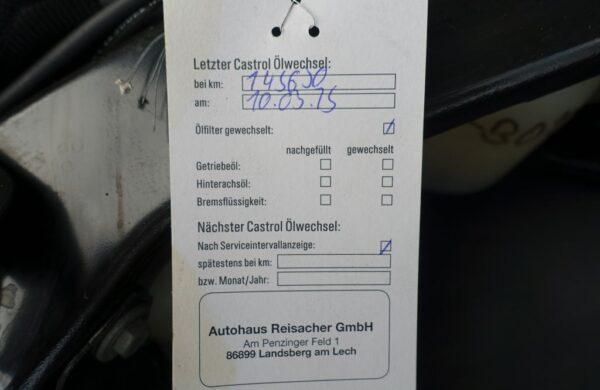 Letzter Castrol Ölwechsel:
bei km: 145650
am: 10.03.15
Ölfilter gewechselt:
nachgefüllt gewechselt
Getriebeöl:
Hinterachsöl:
Bremsflüssigkeit:
Nächster Castrol Ölwechsel:
Nach Serviceintervallanzeige:
spätestens bei km:
bzw. Monat/Jahr:
Autohaus Reisacher GmbH
Am Penzinger Feld 1
86899 Landsberg am Lech